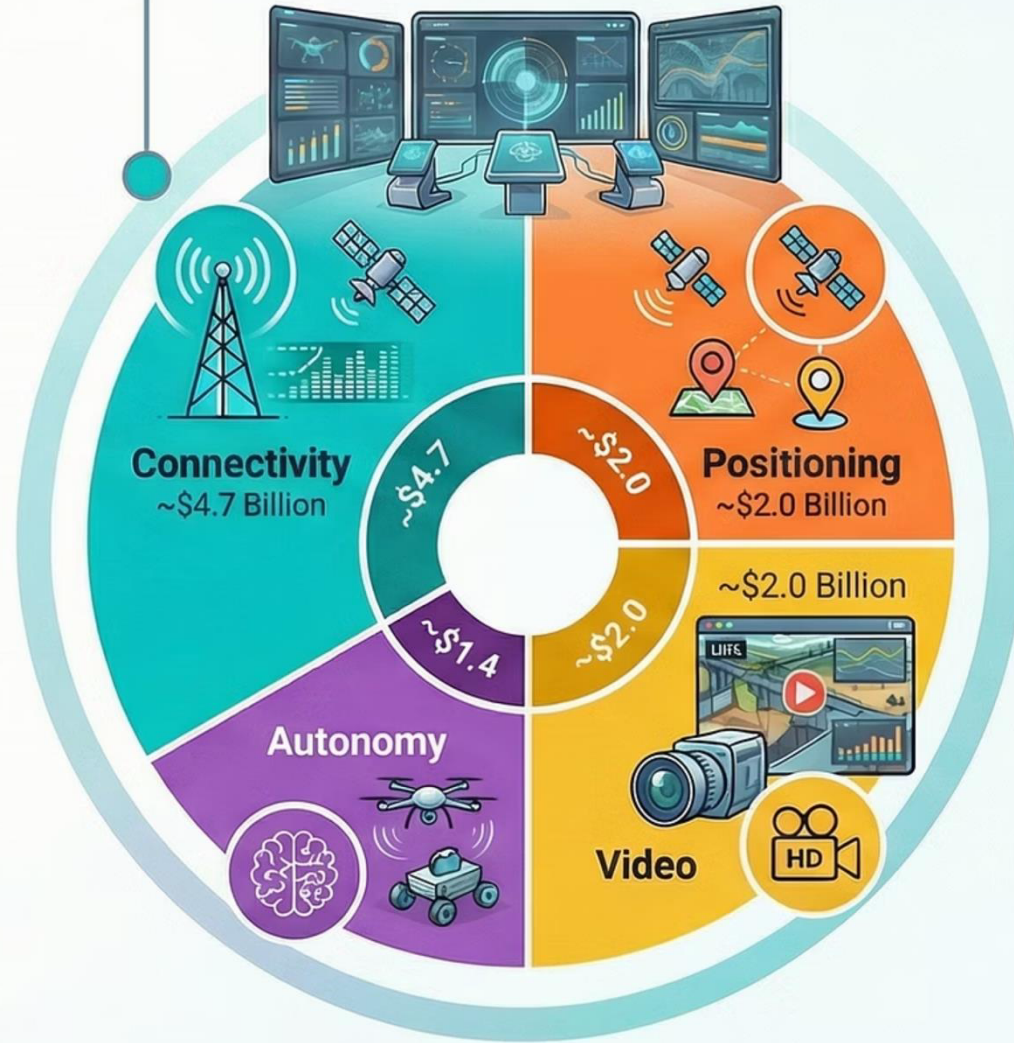 Connectivity
~$4.7 Billion
Positioning
~$2.0 Billion
~$4.7
~$2.0
~$1.4
~$2.0
~$2.0 Billion
Autonomy
Video
HD